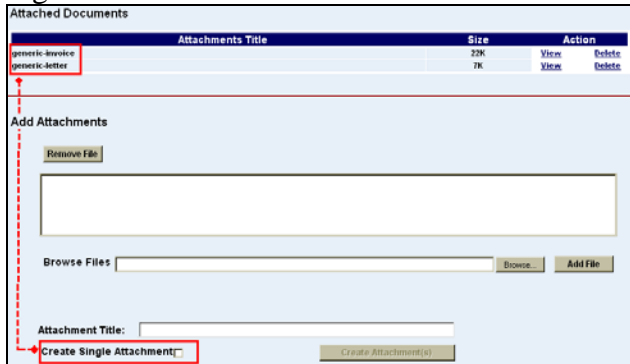 Attached Documents
Attachments Title Size Action
generic-invoice 22K View Delete
generic-letter 7K View Delete
Add Attachments
Remove File
Browse Files Browse... Add File
Attachment Title:
Create Single Attachment Create Attachment(s)